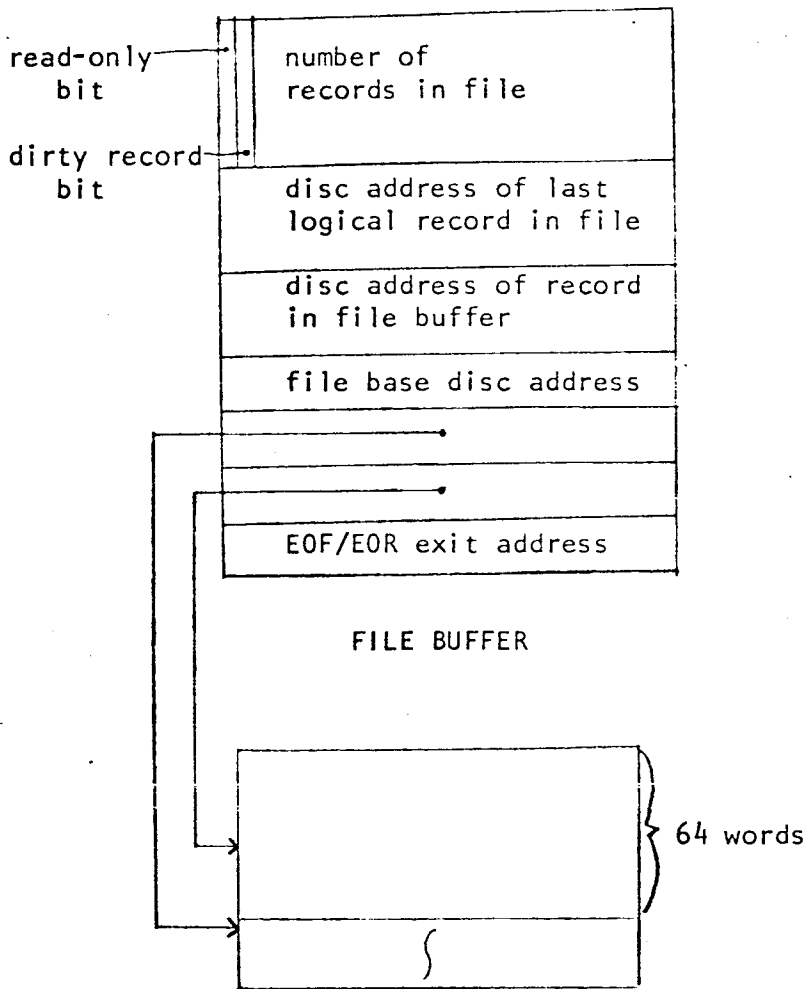 read-only
bit
dirty record
bit
number of
records in file
disc address of last
logical record in file
disc address of record
in file buffer
file base disc address
EOF/EOR exit address
FILE BUFFER
64 words